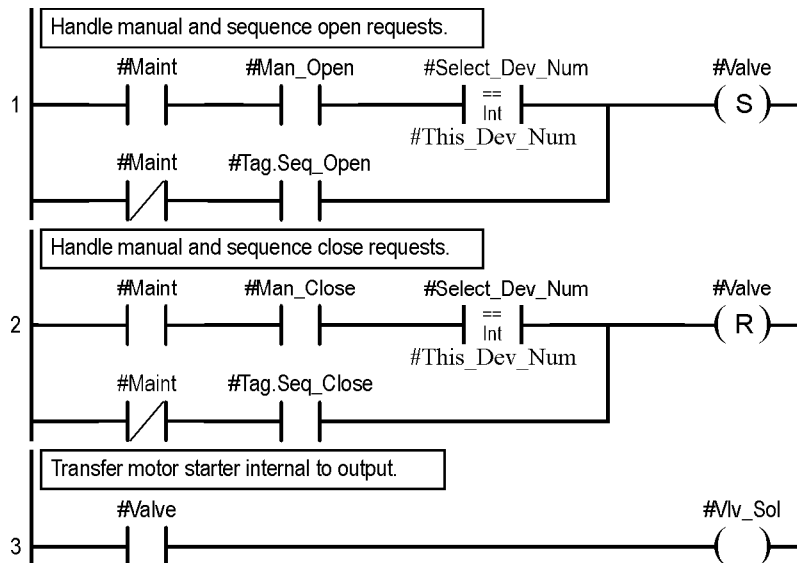 Handle manual and sequence open requests.
#Maint #Man_Open #Select_Dev_Num #Valve
1 == S
Int
#This_Dev_Num
#Maint #Tag.Seq_Open
Handle manual and sequence close requests.
#Maint #Man_Close #Select_Dev_Num #Valve
2 == R
Int
#This_Dev_Num
#Maint #Tag.Seq_Close
Transfer motor starter internal to output.
#Valve #Vlv_Sol
3